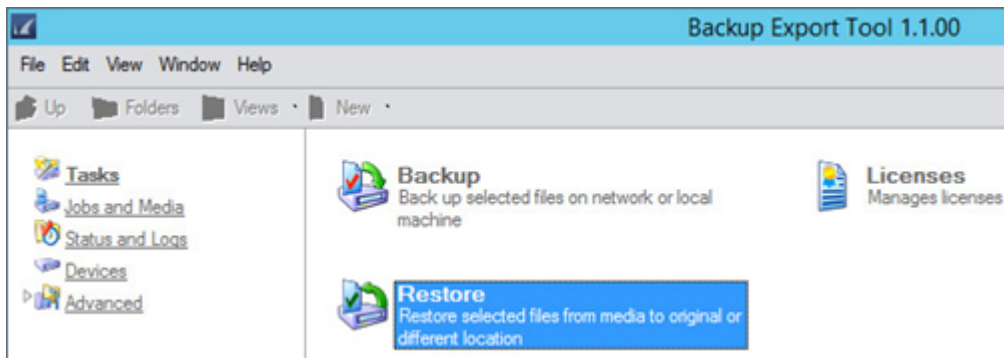 Backup Export Tool 1.1.00
File Edit View Window Help
Up Folders Views New
Tasks
Jobs and Media
Status and Logs
Devices
Advanced
Backup
Back up selected files on network or local
machine
Licenses
Manages licenses
Restore
Restore selected files from media to original or
different location